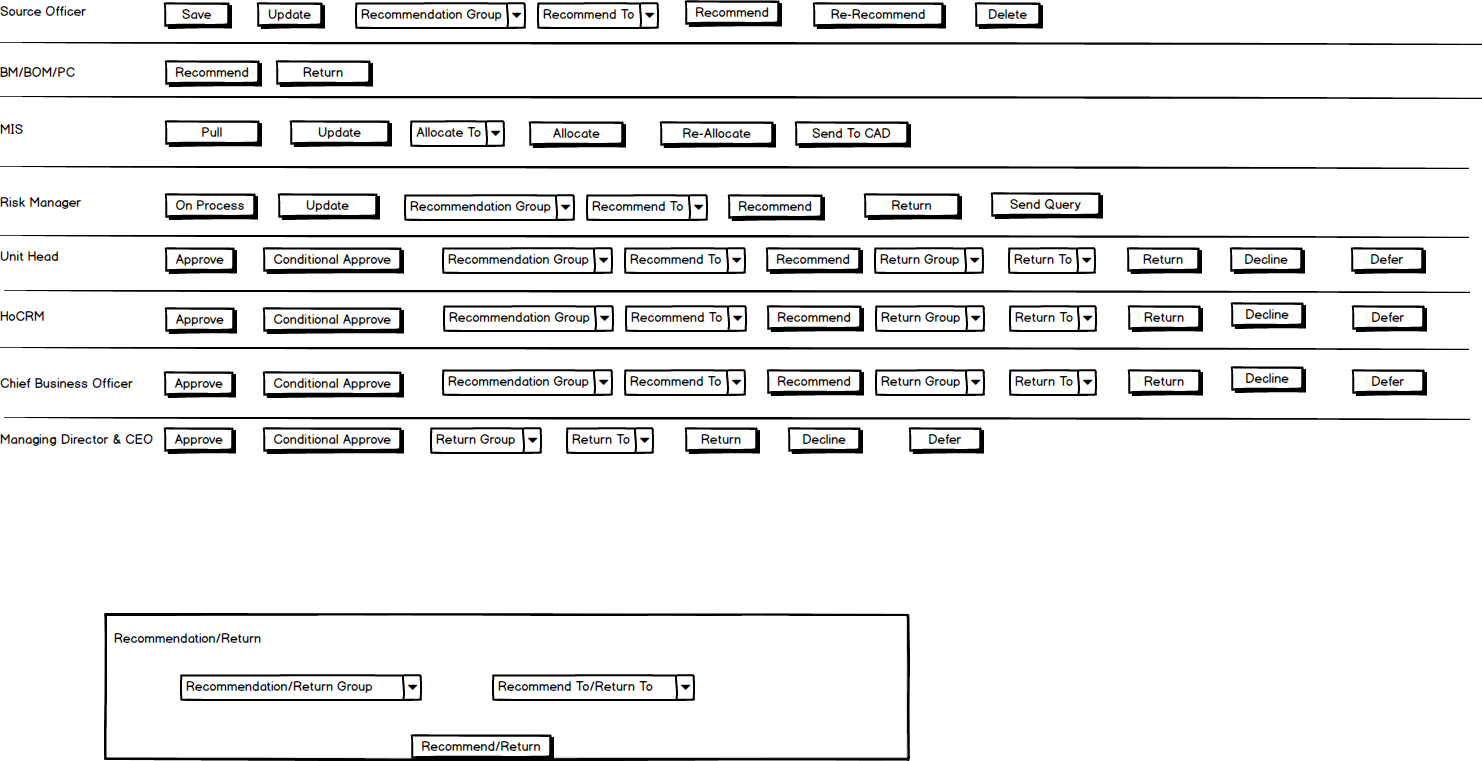 Source Officer Save Update Recommendation Group Recommend To Recommend Re-Recommend Delete
BM/BOM/PC Recommend Return
MIS Pull Update Allocate To Allocate Re-Allocate Send To CAD
Risk Manager On Process Update Recommendation Group Recommend To Recommend Return Send Query
Unit Head Approve Conditional Approve Recommendation Group Recommend To Recommend Return Group Return To Return Decline Defer
HoCRM Approve Conditional Approve Recommendation Group Recommend To Recommend Return Group Return To Return Decline Defer
Chief Business Officer Approve Conditional Approve Recommendation Group Recommend To Recommend Return Group Return To Return Decline Defer
Managing Director & CEO Approve Conditional Approve Return Group Return To Return Decline Defer
Recommendation/Return
Recommendation/Return Group Recommend To/Return To
Recommend/Return